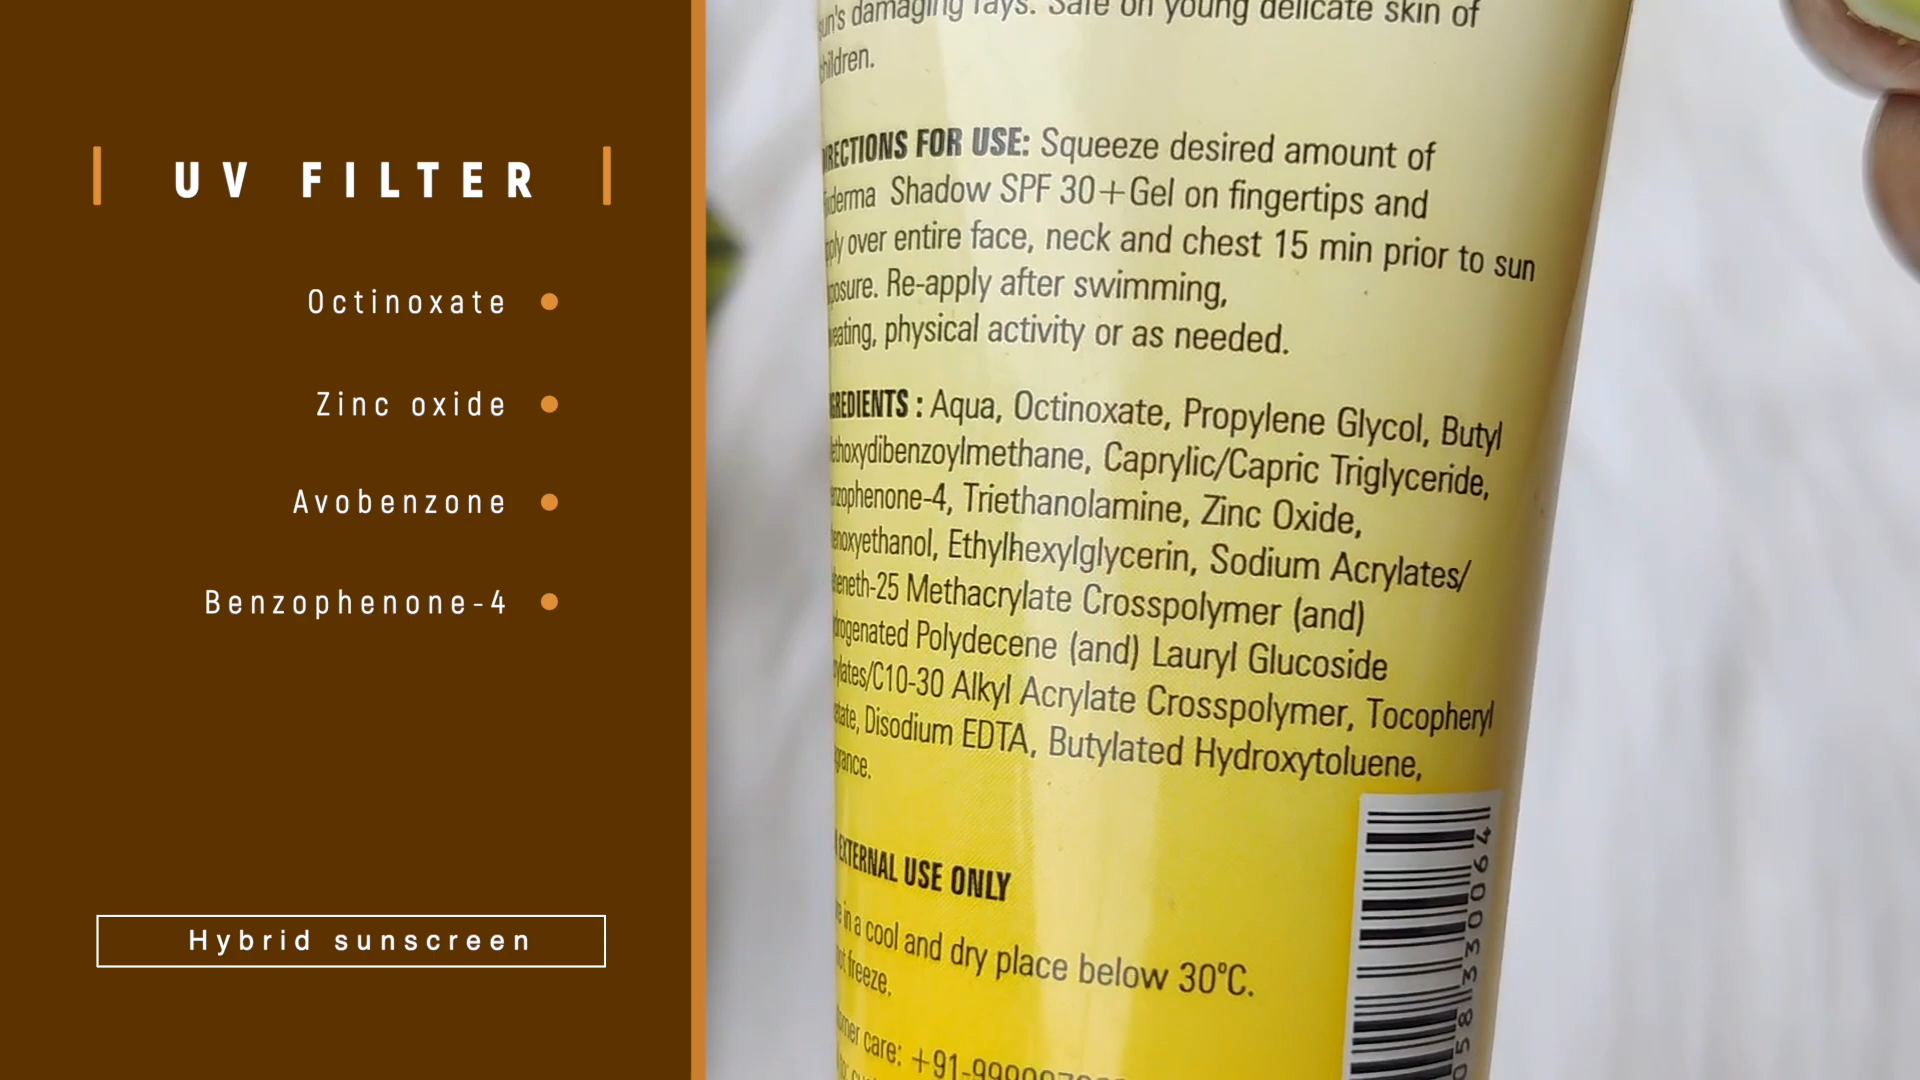 UV FILTER
Octinoxate
Zinc oxide
Avobenzone
Benzophenone-4
Hybrid sunscreen
damaging rays. Safe on young delicate skin of
FOR USE: Squeeze desired amount of
Shadow SPF 30+Gel on fingertips and
over entire face, neck and chest 15 min prior to sun
Re-apply after swimming,
physical activity or as needed.
: Aqua, Octinoxate, Propylene Glycol, Butyl
Caprylic/Capric Triglyceride,
Triethanolamine, Zinc Oxide,
Ethylhexylglycerin, Sodium Acrylates/
Methacrylate Crosspolymer (and)
Polydecene (and) Lauryl Glucoside
Alkyl Acrylate Crosspolymer, Tocopheryl
Disodium EDTA, Butylated Hydroxytoluene,
EXTERNAL USE ONLY
in a cool and dry place below 30°C.
freeze.
care: